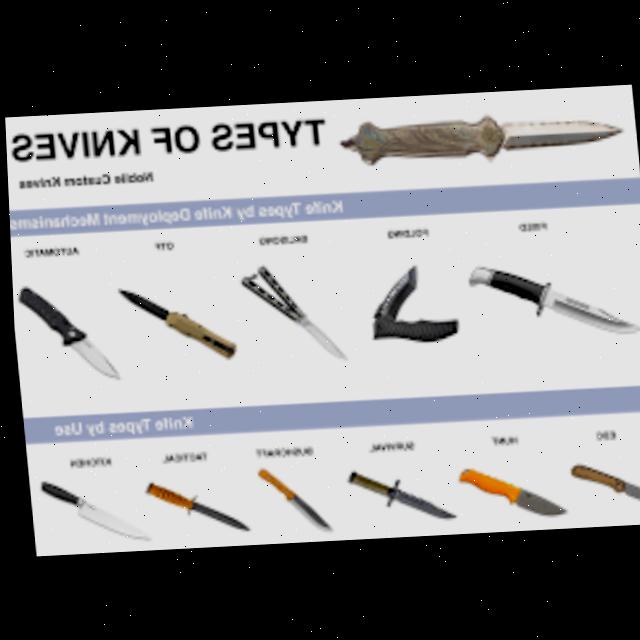 TYPES OF KNIVES
Noblie Custom Knives
Knife Types by Knife Deployment Mechanisms
FIXED FOLDING BALISONG OTF AUTOMATIC
Knife Types by Use
EDC HUNT SURVIVAL BUSHCRAFT TACTICAL KITCHEN